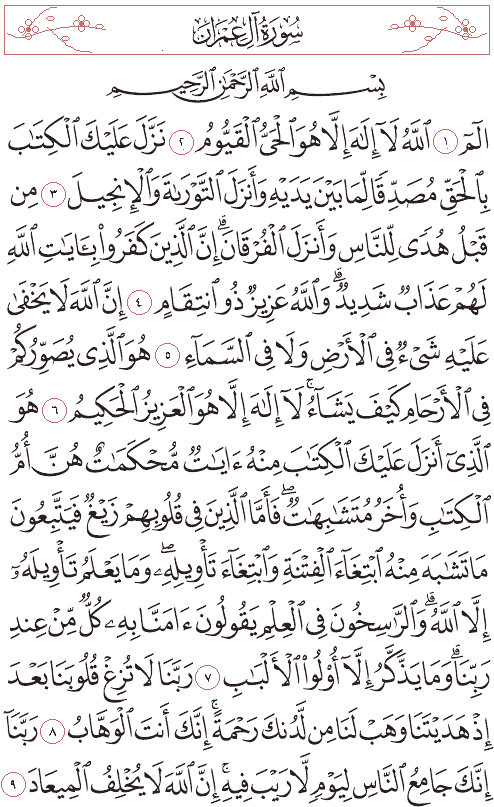 سُورَةُ آلِ عِمْرَان
بِسْمِ ٱللَّهِ ٱلرَّحْمَٰنِ ٱلرَّحِيمِ
الٓمٓ ١ ٱللَّهُ لَآ إِلَٰهَ إِلَّا هُوَ ٱلْحَىُّ ٱلْقَيُّومُ ٢ نَزَّلَ عَلَيْكَ ٱلْكِتَٰبَ
بِٱلْحَقِّ مُصَدِّقًا لِّمَا بَيْنَ يَدَيْهِ وَأَنزَلَ ٱلتَّوْرَىٰةَ وَٱلْإِنجِيلَ ٣ مِن
قَبْلُ هُدًى لِّلنَّاسِ وَأَنزَلَ ٱلْفُرْقَانَ ۗ إِنَّ ٱلَّذِينَ كَفَرُوا۟ بِـَٔايَٰتِ ٱللَّهِ
لَهُمْ عَذَابٌ شَدِيدٌ ۗ وَٱللَّهُ عَزِيزٌ ذُو ٱنتِقَامٍ ٤ إِنَّ ٱللَّهَ لَا يَخْفَىٰ
عَلَيْهِ شَىْءٌ فِى ٱلْأَرْضِ وَلَا فِى ٱلسَّمَآءِ ٥ هُوَ ٱلَّذِى يُصَوِّرُكُمْ
فِى ٱلْأَرْحَامِ كَيْفَ يَشَآءُ ۚ لَآ إِلَٰهَ إِلَّا هُوَ ٱلْعَزِيزُ ٱلْحَكِيمُ ٦ هُوَ
ٱلَّذِىٓ أَنزَلَ عَلَيْكَ ٱلْكِتَٰبَ مِنْهُ ءَايَٰتٌ مُّحْكَمَٰتٌ هُنَّ أُمُّ
ٱلْكِتَٰبِ وَأُخَرُ مُتَشَٰبِهَٰتٌ ۖ فَأَمَّا ٱلَّذِينَ فِى قُلُوبِهِمْ زَيْغٌ فَيَتَّبِعُونَ
مَا تَشَٰبَهَ مِنْهُ ٱبْتِغَآءَ ٱلْفِتْنَةِ وَٱبْتِغَآءَ تَأْوِيلِهِۦ ۗ وَمَا يَعْلَمُ تَأْوِيلَهُۥٓ
إِلَّا ٱللَّهُ ۗ وَٱلرَّٰسِخُونَ فِى ٱلْعِلْمِ يَقُولُونَ ءَامَنَّا بِهِۦ كُلٌّ مِّنْ عِندِ
رَبِّنَا ۗ وَمَا يَذَّكَّرُ إِلَّآ أُو۟لُوا۟ ٱلْأَلْبَٰبِ ٧ رَبَّنَا لَا تُزِغْ قُلُوبَنَا بَعْدَ
إِذْ هَدَيْتَنَا وَهَبْ لَنَا مِن لَّدُنكَ رَحْمَةً ۚ إِنَّكَ أَنتَ ٱلْوَهَّابُ ٨ رَبَّنَآ
إِنَّكَ جَامِعُ ٱلنَّاسِ لِيَوْمٍ لَّا رَيْبَ فِيهِ ۚ إِنَّ ٱللَّهَ لَا يُخْلِفُ ٱلْمِيعَادَ ٩